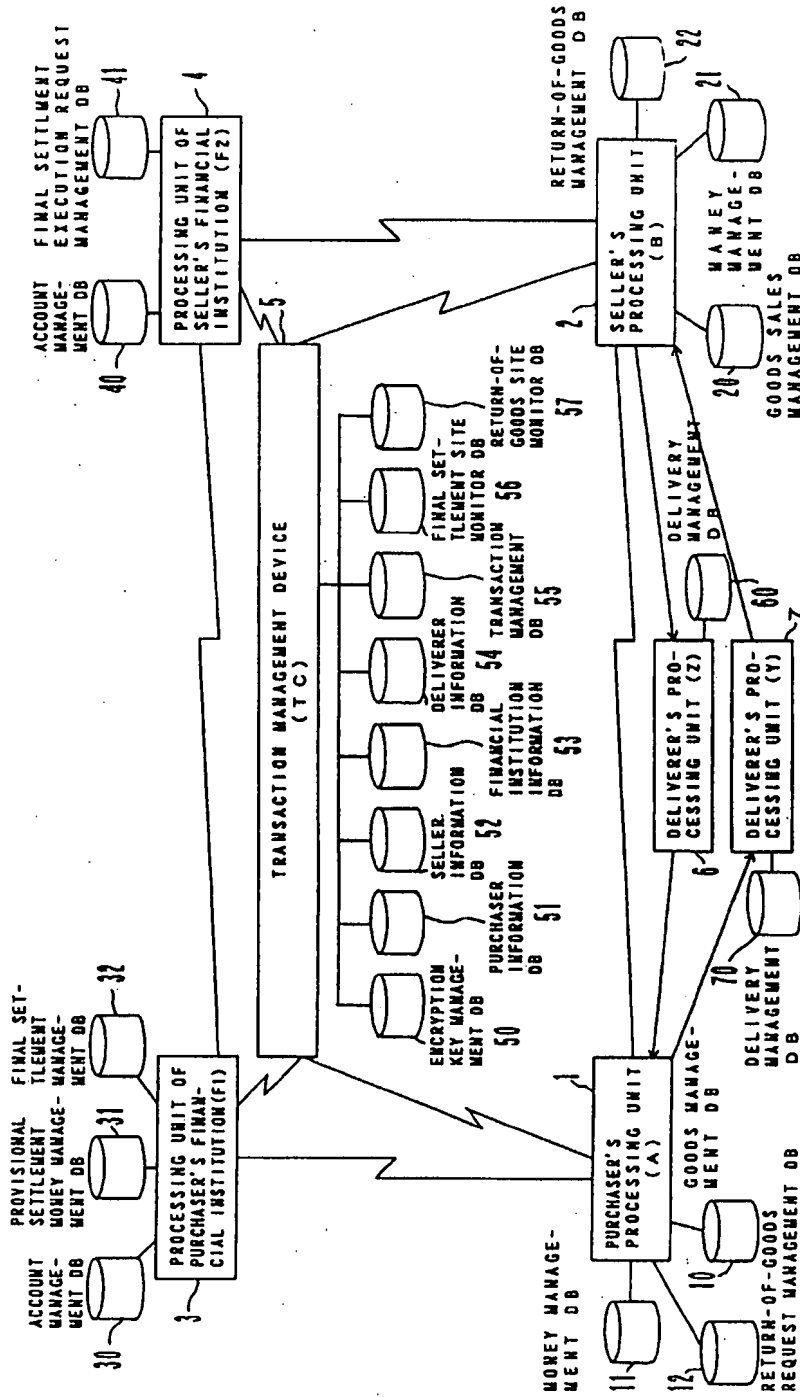 ACCOUNT
MANAGE-
MENT DB
30
PROVISIONAL
SETTLEMENT
MONEY MANAGE-
MENT DB
31
FINAL SET-
TLEMENT
MANAGE-
MENT DB
32
PROCESSING UNIT OF
PURCHASER'S FINAN-
CIAL INSTITUTION(F1)
3
ACCOUNT
MANAGE-
MENT DB
40
FINAL SETTLMENT
EXECUTION REQUEST
MANAGEMENT DB
41
PROCESSING UNIT OF
SELLER'S FINANCIAL
INSTITUTION (F2)
4
TRANSACTION MANAGEMENT DEVICE
(TC)
5
ENCRYPTION
KEY MANAGE-
MENT DB
50
PURCHASER
INFORMATION
DB
51
SELLER
INFORMATION
DB
52
FINANCIAL
INSTITUTION
INFORMATION
DB
53
DELIVERER
INFORMATION
DB
54
TRANSACTION
MANAGEMENT
DB
55
FINAL SET-
TLEMENT SITE
MONITOR DB
56
RETURN-OF-
GOODS SITE
MONITOR DB
57
MONEY MANAGE-
MENT DB
11
PURCHASER'S
PROCESSING UNIT
(A)
1
GOODS MANAGE-
MENT DB
10
12
RETURN-OF-GOODS
REQUEST MANAGEMENT DB
DELIVERER'S PRO-
CESSING UNIT (Z)
6
DELIVERY
MANAGEMENT
DB
60
DELIVERER'S PRO-
CESSING UNIT (Y)
7
70
DELIVERY
MANAGEMENT
DB
SELLER'S
PROCESSING UNIT
(B)
2
RETURN-OF-GOODS
MANAGEMENT DB
22
21
MANEY
MANAGE-
MENT DB
20
GOODS SALES
MANAGEMENT DB